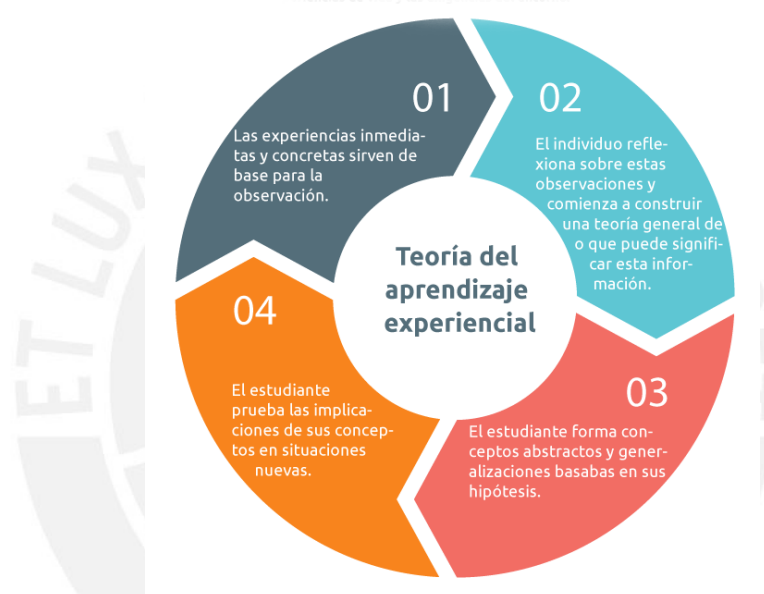 Teoría del
aprendizaje
experiencial
01
Las experiencias inmedia-
tas y concretas sirven de
base para la
observación.
02
El individuo refle-
xiona sobre estas
observaciones y
comienza a construir
una teoría general de
o que puede signifi-
car esta infor-
mación.
03
El estudiante forma con-
ceptos abstractos y gener-
alizaciones basabas en sus
hipótesis.
04
El estudiante
prueba las implica-
ciones de sus concep-
tos en situaciones
nuevas.
ET LUX